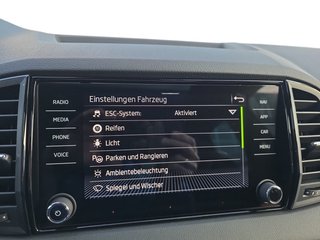 RADIO
MEDIA
PHONE
VOICE
Einstellungen Fahrzeug
ESC-System: Aktiviert
Reifen
Licht
Parken und Rangieren
Ambientebeleuchtung
Spiegel und Wischer
NAV
APP
CAR
MENU